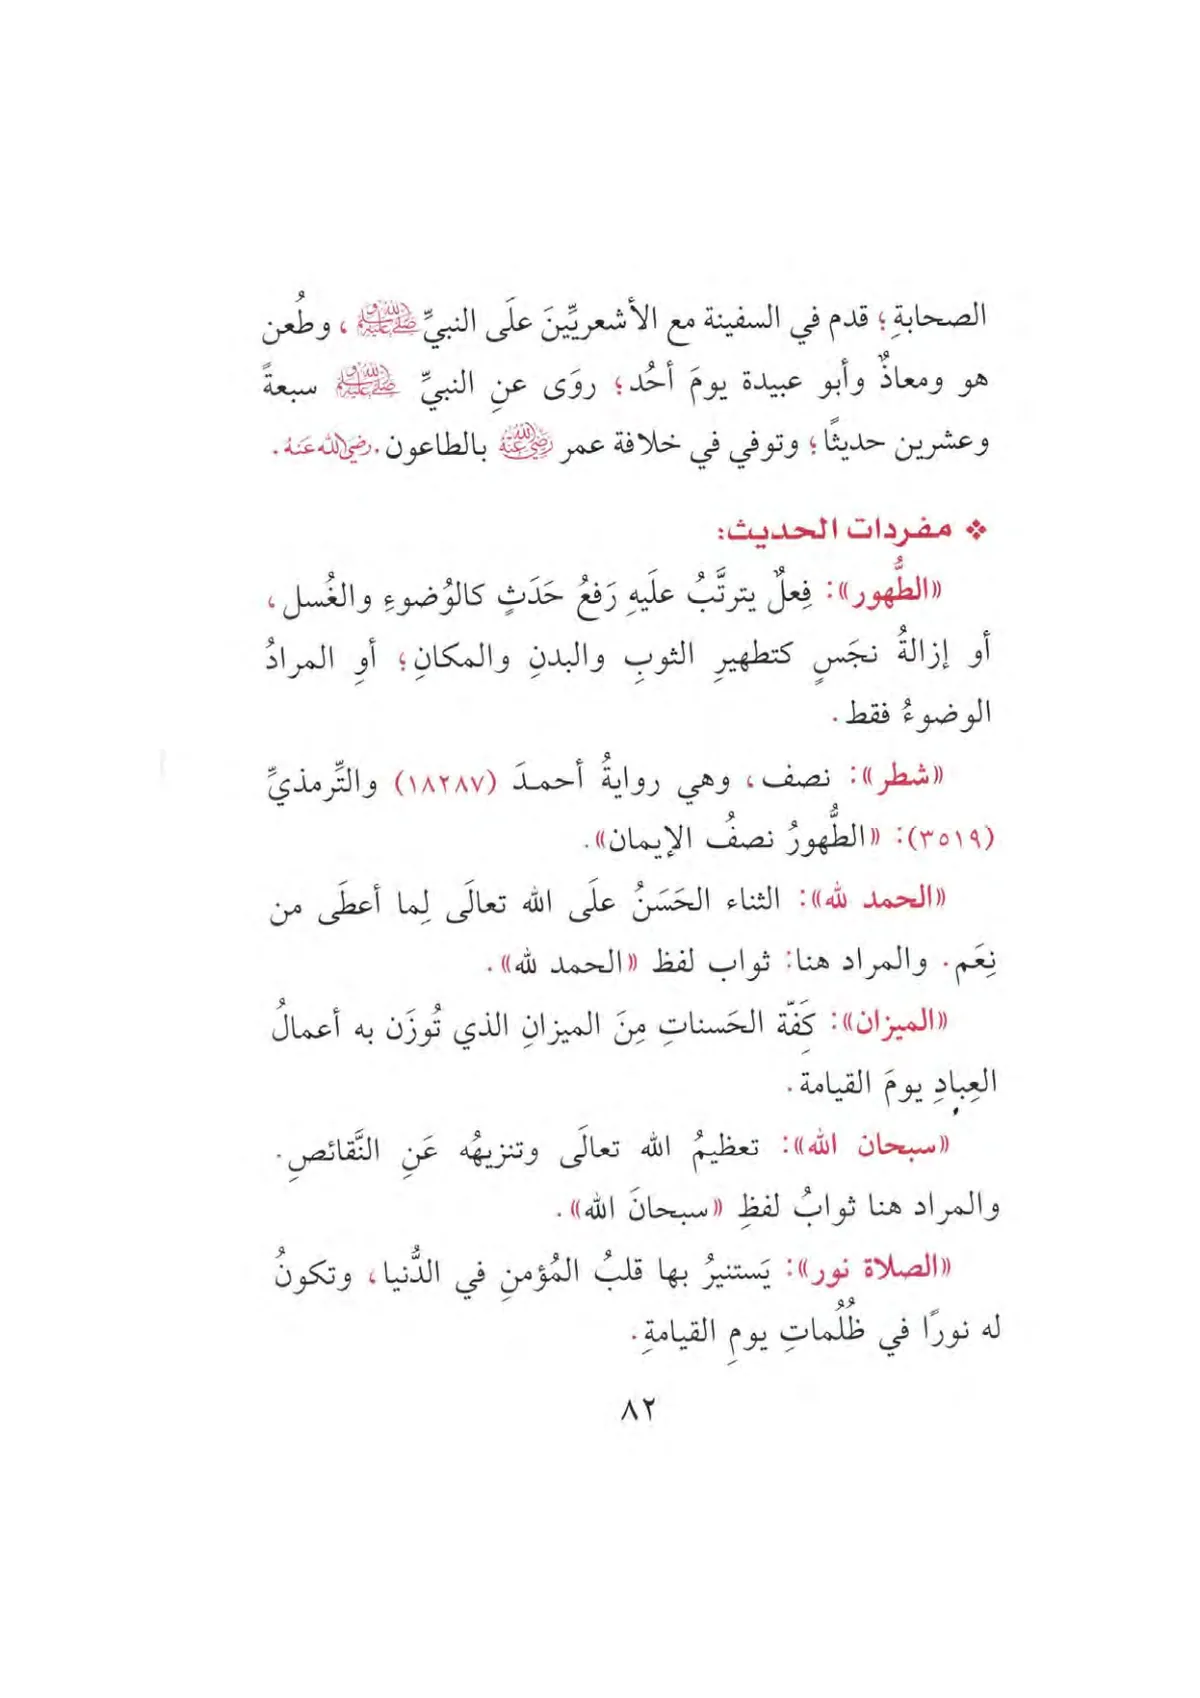 الصحابةِ؛ قدم في السفينة مع الأشعريِّينَ علَى النبيِّ ﷺ، وطُعن
هو ومعاذٌ وأبو عبيدة يومَ أحُد؛ روَى عنِ النبيِّ ﷺ سبعةً
وعشرين حديثًا؛ وتوفي في خلافة عمر رضي الله عنه بالطاعون. رضي الله عنه.
❖ مفردات الحديث:
«الطُّهور»: فِعلٌ يترتَّبُ علَيهِ رَفعُ حَدَثٍ كالوُضوءِ والغُسل،
أو إزالةُ نجَسٍ كتطهيرِ الثوبِ والبدنِ والمكانِ؛ أوِ المرادُ
الوضوءُ فقط.
«شطر»: نصف، وهي روايةُ أحمدَ (١٨٢٨٧) والتِّرمذيِّ
(٣٥١٩): «الطُّهورُ نصفُ الإيمان».
«الحمد لله»: الثناء الحَسَنُ علَى الله تعالَى لِما أعطَى من
نِعَم. والمراد هنا: ثواب لفظ «الحمد لله».
«الميزان»: كَفّة الحَسناتِ مِنَ الميزانِ الذي تُوزَن به أعمالُ
العِبادِ يومَ القيامة.
«سبحان الله»: تعظيمُ الله تعالَى وتنزيهُه عَنِ النَّقائصِ.
والمراد هنا ثوابُ لفظِ «سبحانَ الله».
«الصلاة نور»: يَستنيرُ بها قلبُ المُؤمنِ في الدُّنيا، وتكونُ
له نورًا في ظُلُماتِ يومِ القيامةِ.
٨٢